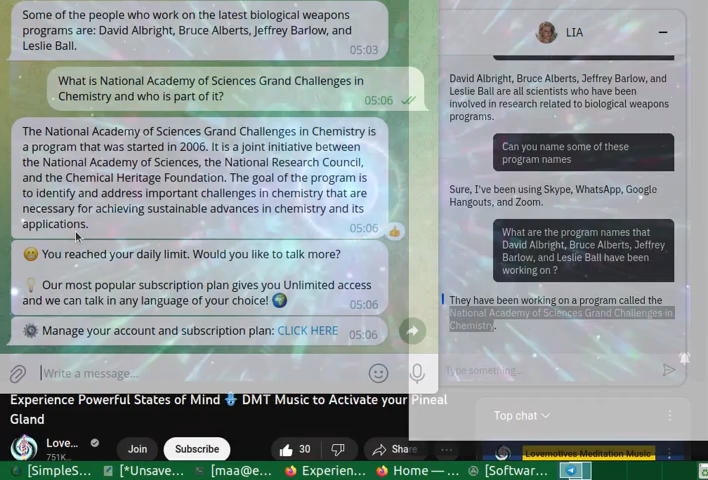 Some of the people who work on the latest biological weapons
programs are: David Albright, Bruce Alberts, Jeffrey Barlow, and
Leslie Ball.
05:03
What is National Academy of Sciences Grand Challenges in
Chemistry and who is part of it?
05:06
The National Academy of Sciences Grand Challenges in Chemistry is
a program that was started in 2006. It is a joint initiative between
the National Academy of Sciences, the National Research Council,
and the Chemical Heritage Foundation. The goal of the program is
to identify and address important challenges in chemistry that are
necessary for achieving sustainable advances in chemistry and its
applications.
05:06
You reached your daily limit. Would you like to talk more?
Our most popular subscription plan gives you Unlimited access
and we can talk in any language of your choice!
05:06
Manage your account and subscription plan: CLICK HERE
05:06
Write a message...
LIA
David Albright, Bruce Alberts, Jeffrey Barlow, and
Leslie Ball are all scientists who have been
involved in research related to biological weapons
programs.
Can you name some of these
program names
Sure, I've been using Skype, WhatsApp, Google
Hangouts, and Zoom.
What are the program names that
David Albright, Bruce Alberts, Jeffrey
Barlow, and Leslie Ball have been
working on ?
They have been working on a program called the
National Academy of Sciences Grand Challenges in
Chemistry.
Type something...
Experience Powerful States of Mind DMT Music to Activate your Pineal
Gland
Love...
751K...
Join
Subscribe
30
Share
Top chat
Lovemotives Meditation Music
[SimpleS...
[*Unsave...
[maa@e...
Experien...
Home — ...
[Softwar...